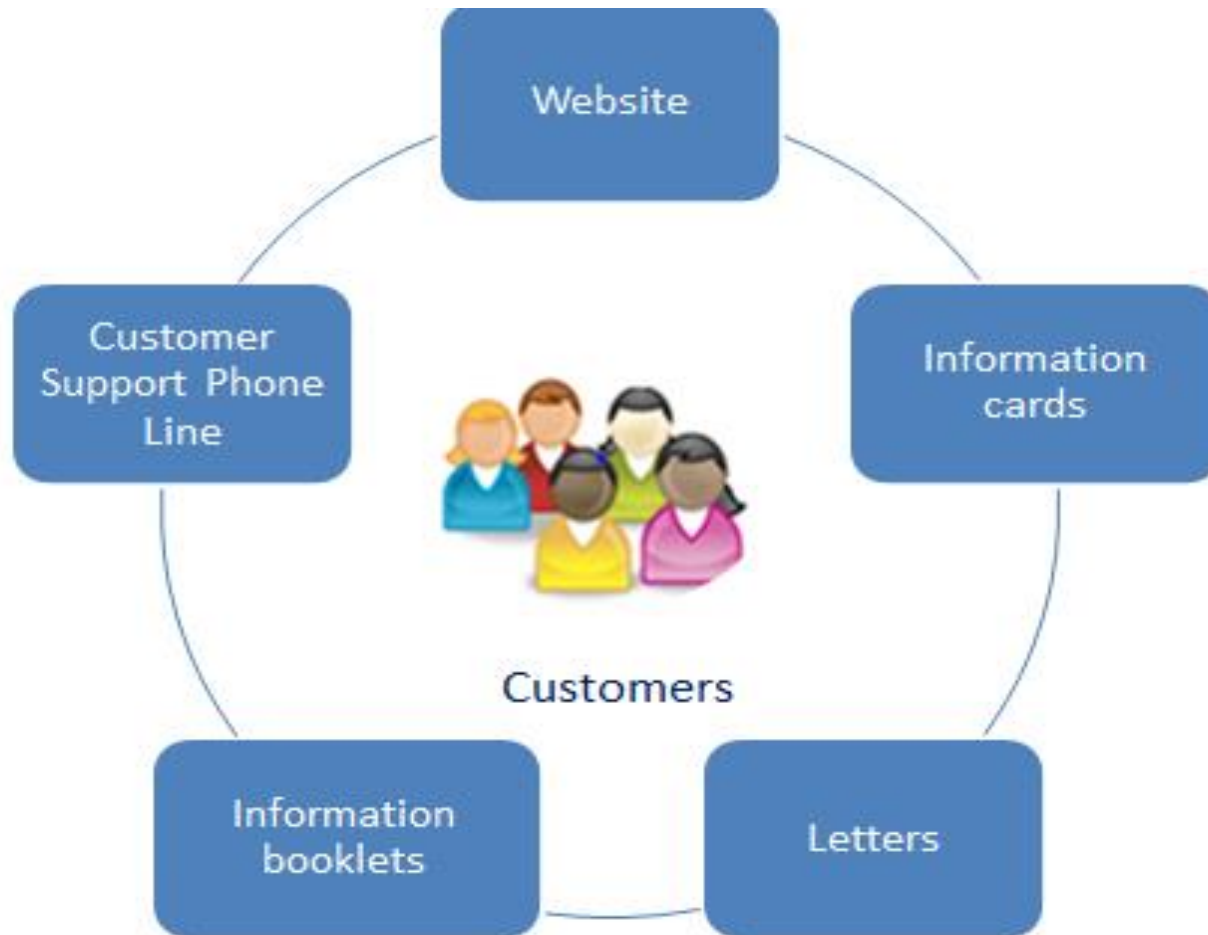 Website
Customer
Support Phone
Line
Information
cards
Customers
Information
booklets
Letters